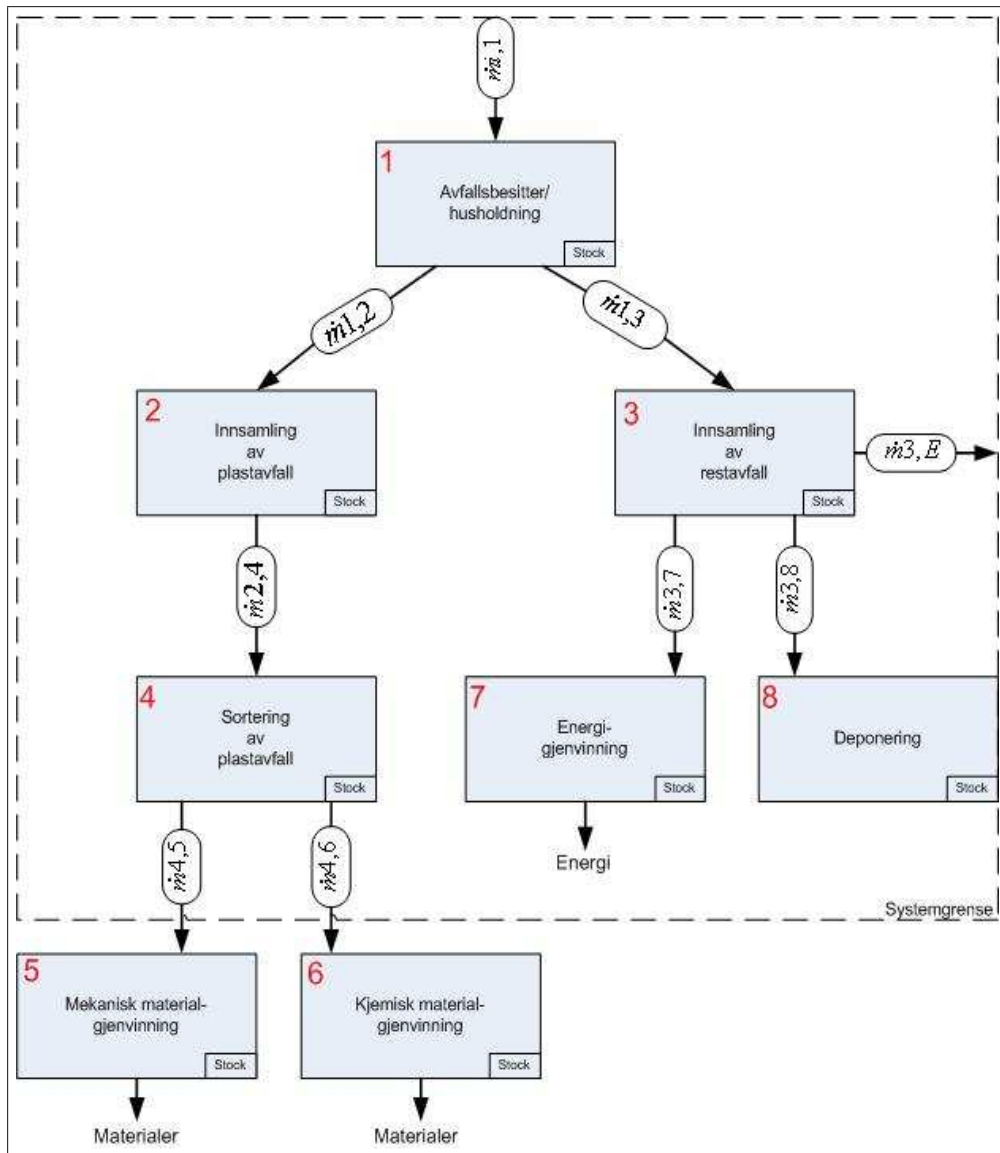 ṁi,1
1
Avfallsbesitter/
husholdning
Stock
ṁ1,2
ṁ1,3
2
Innsamling
av
plastavfall
Stock
3
Innsamling
av
restavfall
Stock
ṁ3,E
ṁ2,4
ṁ3,7
ṁ3,8
4
Sortering
av
plastavfall
Stock
7
Energi-
gjenvinning
Stock
8
Deponering
Stock
ṁ4,5
ṁ4,6
Energi
Systemgrense
5
Mekanisk material-
gjenvinning
Stock
6
Kjemisk material-
gjenvinning
Stock
Materialer
Materialer